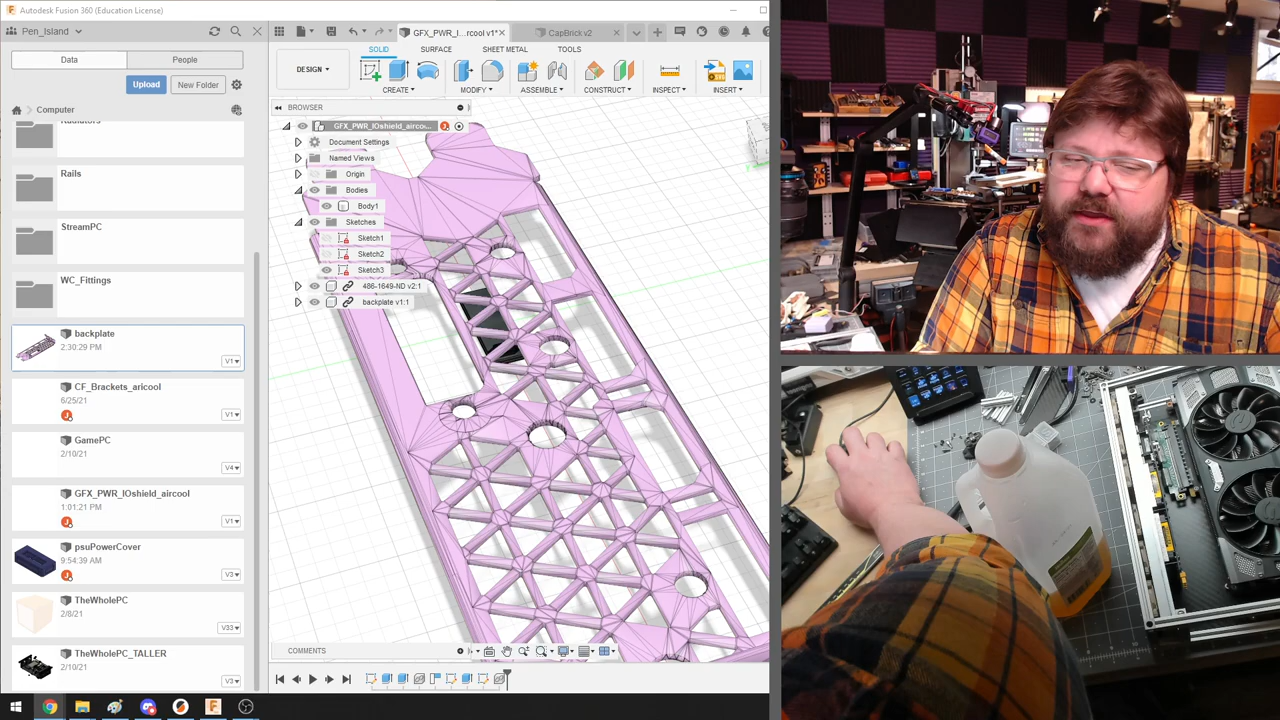 Autodesk Fusion 360 (Education License)
Pen_Island
GFX_PWR_I...rcool v1*
CapBrick v2
Data
People
SOLID
SURFACE
SHEET METAL
TOOLS
DESIGN
Upload
New Folder
CREATE
MODIFY
ASSEMBLE
CONSTRUCT
INSPECT
INSERT
Computer
BROWSER
GFX_PWR_IOshield_airco...
Document Settings
Named Views
Origin
Bodies
Body1
Sketches
Sketch1
Sketch2
Sketch3
486-1649-ND v2:1
backplate v1:1
Rails
StreamPC
WC_Fittings
backplate
2:30:29 PM
V1
CF_Brackets_aricool
6/25/21
V1
GamePC
2/10/21
V4
GFX_PWR_IOshield_aircool
1:01:21 PM
V1
psuPowerCover
9:54:39 AM
V3
TheWholePC
2/8/21
V33
TheWholePC_TALLER
2/10/21
V3
COMMENTS